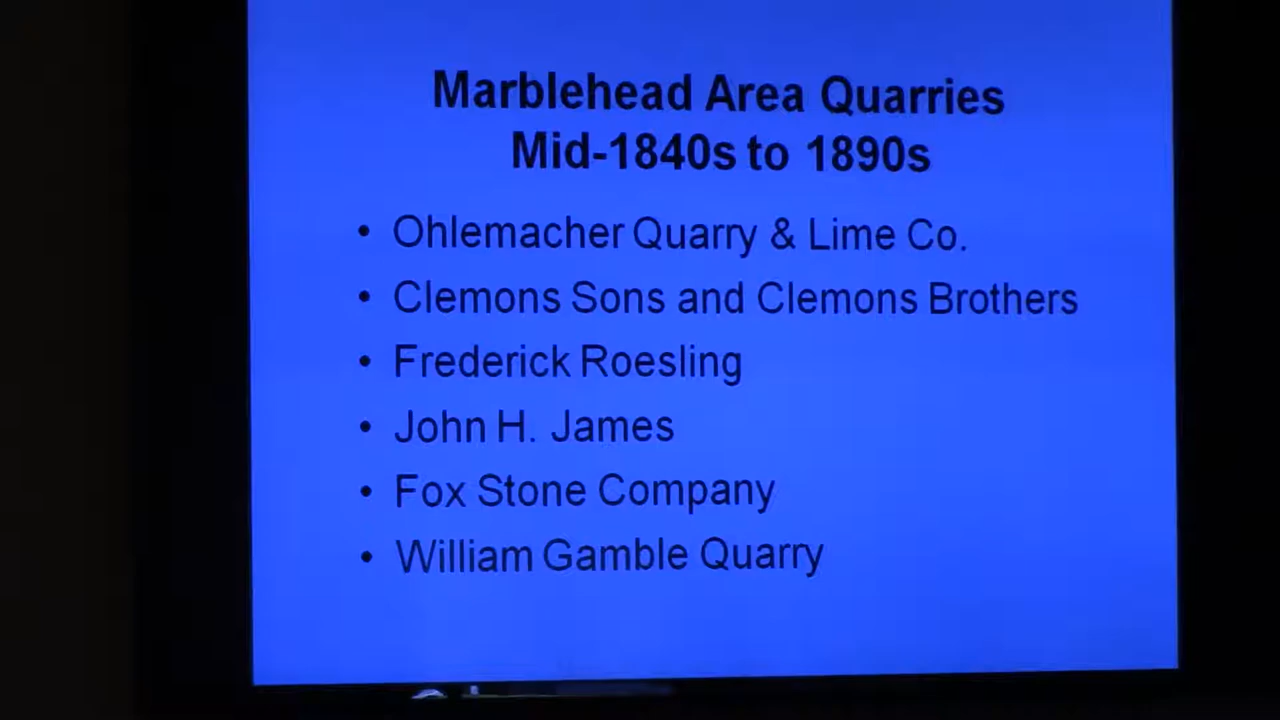 Marblehead Area Quarries
Mid-1840s to 1890s
• Ohlemacher Quarry & Lime Co.
• Clemons Sons and Clemons Brothers
• Frederick Roesling
• John H. James
• Fox Stone Company
• William Gamble Quarry